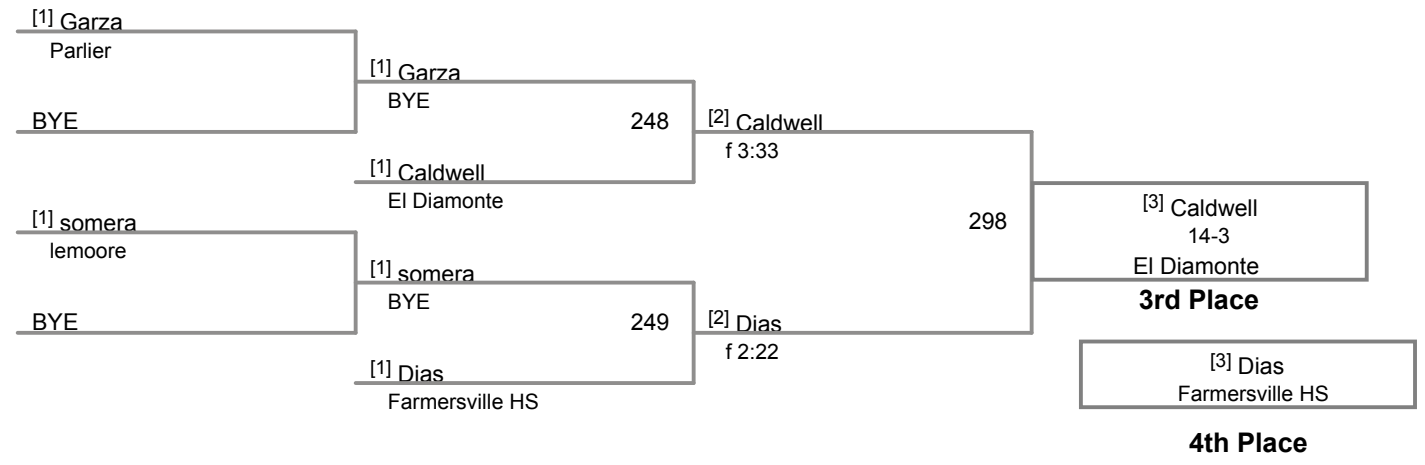 [1] Garza
Parlier
BYE
[1] somera
lemoore
BYE
[1] Garza
BYE
248
[1] Caldwell
El Diamonte
[1] somera
BYE
249
[1] Dias
Farmersville HS
[2] Caldwell
f 3:33
298
[2] Dias
f 2:22
[3] Caldwell
14-3
El Diamonte
3rd Place
[3] Dias
Farmersville HS
4th Place